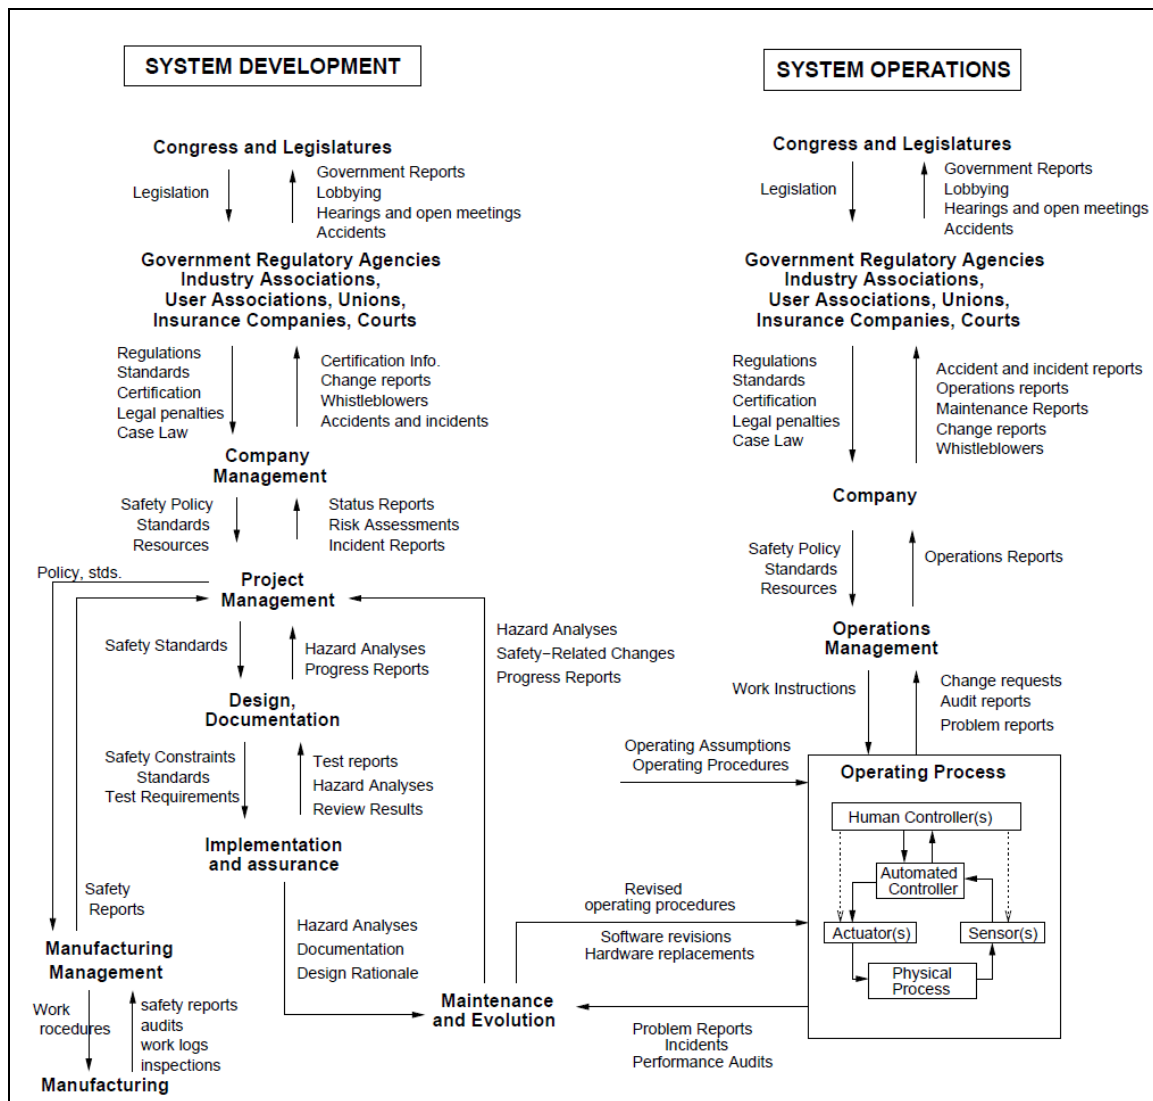 SYSTEM DEVELOPMENT
Congress and Legislatures
Legislation
Government Reports
Lobbying
Hearings and open meetings
Accidents
Government Regulatory Agencies
Industry Associations,
User Associations, Unions,
Insurance Companies, Courts
Regulations
Standards
Certification
Legal penalties
Case Law
Certification Info.
Change reports
Whistleblowers
Accidents and incidents
Company
Management
Safety Policy
Standards
Resources
Status Reports
Risk Assessments
Incident Reports
Policy, stds.
Project
Management
Safety Standards
Hazard Analyses
Progress Reports
Hazard Analyses
Safety-Related Changes
Progress Reports
Design,
Documentation
Safety Constraints
Standards
Test Requirements
Test reports
Hazard Analyses
Review Results
Implementation
and assurance
Safety
Reports
Hazard Analyses
Documentation
Design Rationale
Manufacturing
Management
Work
rocedures
safety reports
audits
work logs
inspections
Manufacturing
Maintenance
and Evolution
SYSTEM OPERATIONS
Congress and Legislatures
Legislation
Government Reports
Lobbying
Hearings and open meetings
Accidents
Government Regulatory Agencies
Industry Associations,
User Associations, Unions,
Insurance Companies, Courts
Regulations
Standards
Certification
Legal penalties
Case Law
Accident and incident reports
Operations reports
Maintenance Reports
Change reports
Whistleblowers
Company
Safety Policy
Standards
Resources
Operations Reports
Operations
Management
Work Instructions
Change requests
Audit reports
Problem reports
Operating Assumptions
Operating Procedures
Operating Process
Human Controller(s)
Automated
Controller
Actuator(s)
Sensor(s)
Physical
Process
Revised
operating procedures
Software revisions
Hardware replacements
Problem Reports
Incidents
Performance Audits